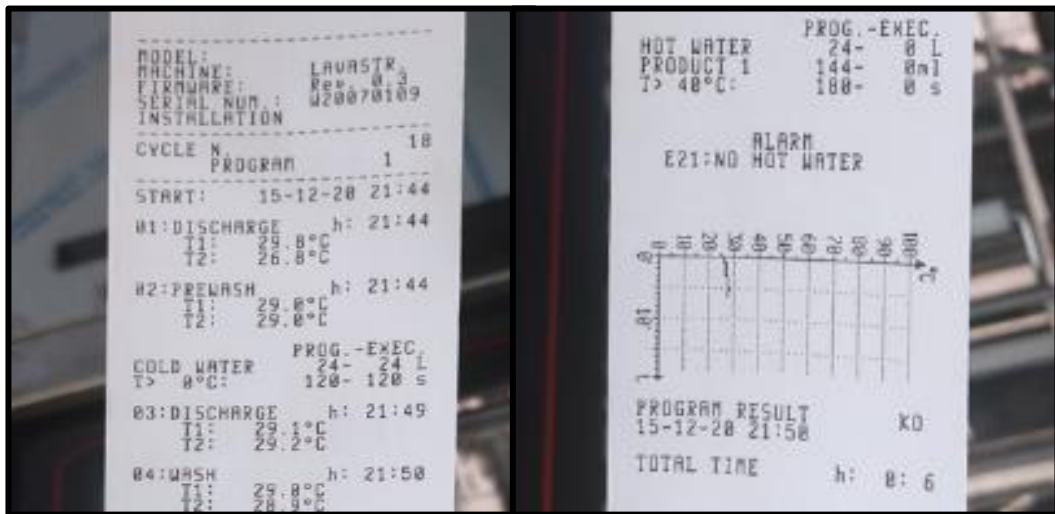 MODEL:
MACHINE: LAVASTR.
FIRMWARE: Rev. 0.3
SERIAL NUM.: W20070109
INSTALLATION
CYCLE N. 18
PROGRAM 1
START: 15-12-20 21:44
01:DISCHARGE h: 21:44
T1: 29.8°C
T2: 26.8°C
02:PREWASH h: 21:44
T1: 29.0°C
T2: 29.0°C
PROG.-EXEC.
COLD WATER 24- 24 L
T> 0°C: 120- 120 s
03:DISCHARGE h: 21:49
T1: 29.1°C
T2: 29.2°C
04:WASH h: 21:50
T1: 29.0°C
T2: 28.9°C
PROG.-EXEC.
HOT WATER 24- 0 L
PRODUCT 1 144- 0ml
T> 40°C: 180- 0 s
ALARM
E21:NO HOT WATER
0 10 20 30 40 50 60 70 80 90 100 °C
0
10
PROGRAM RESULT KO
15-12-20 21:50
TOTAL TIME h: 0: 6